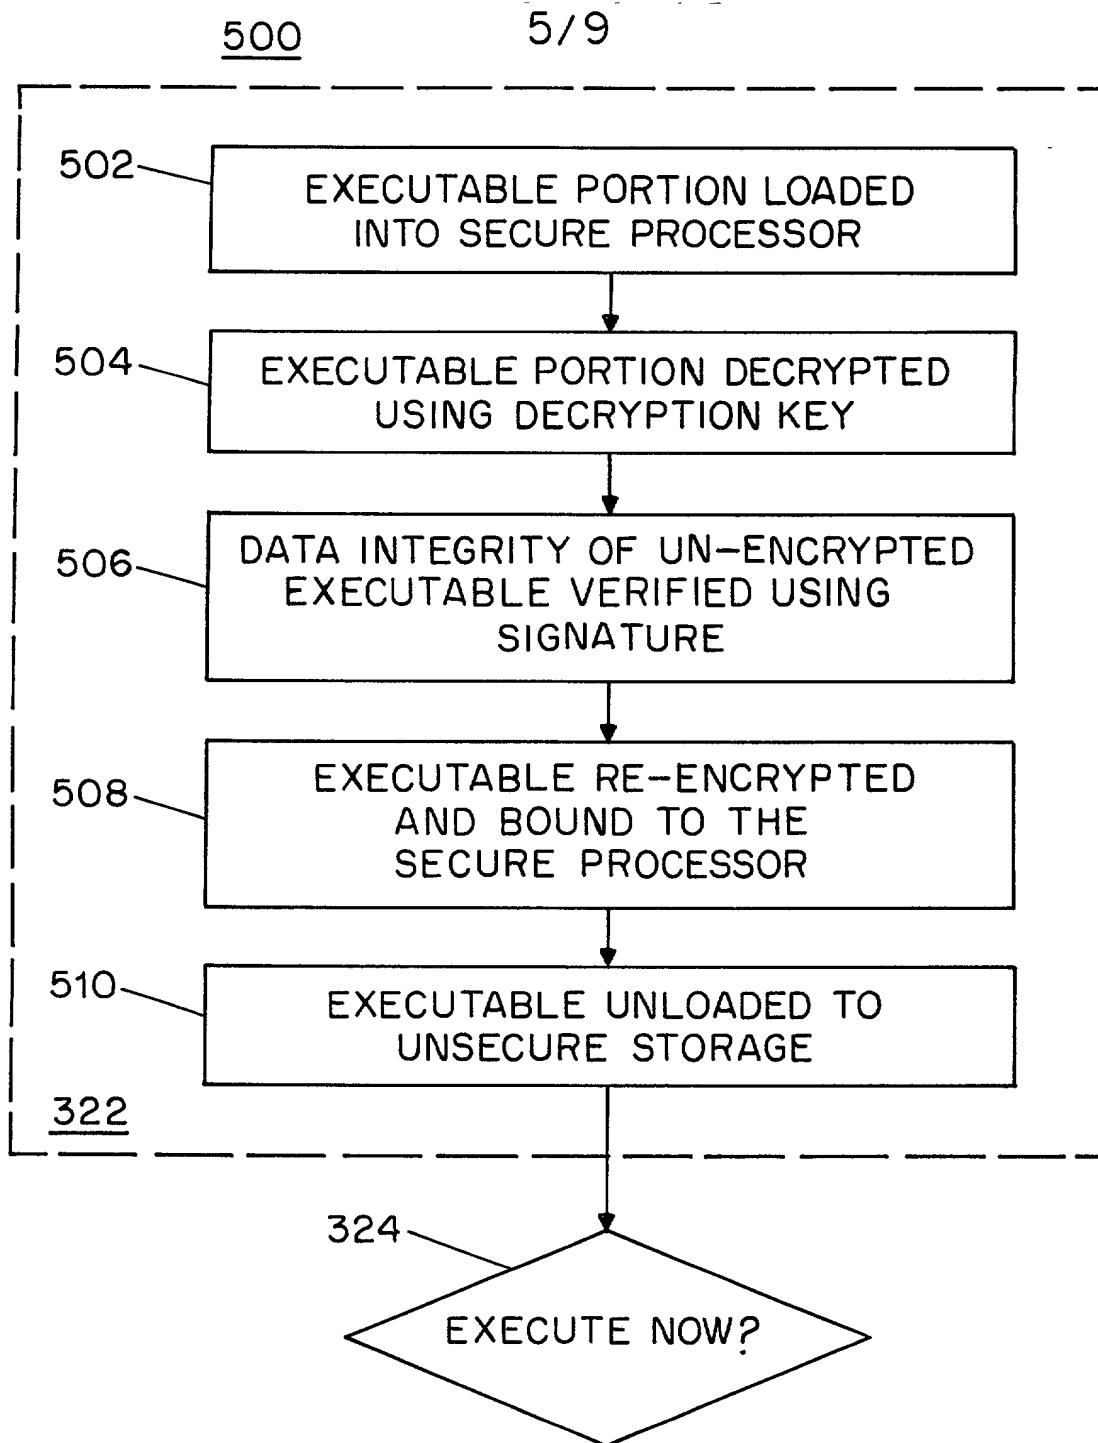 500
5/9
502
EXECUTABLE PORTION LOADED
INTO SECURE PROCESSOR
504
EXECUTABLE PORTION DECRYPTED
USING DECRYPTION KEY
506
DATA INTEGRITY OF UN-ENCRYPTED
EXECUTABLE VERIFIED USING
SIGNATURE
508
EXECUTABLE RE-ENCRYPTED
AND BOUND TO THE
SECURE PROCESSOR
510
EXECUTABLE UNLOADED TO
UNSECURE STORAGE
322
324
EXECUTE NOW?